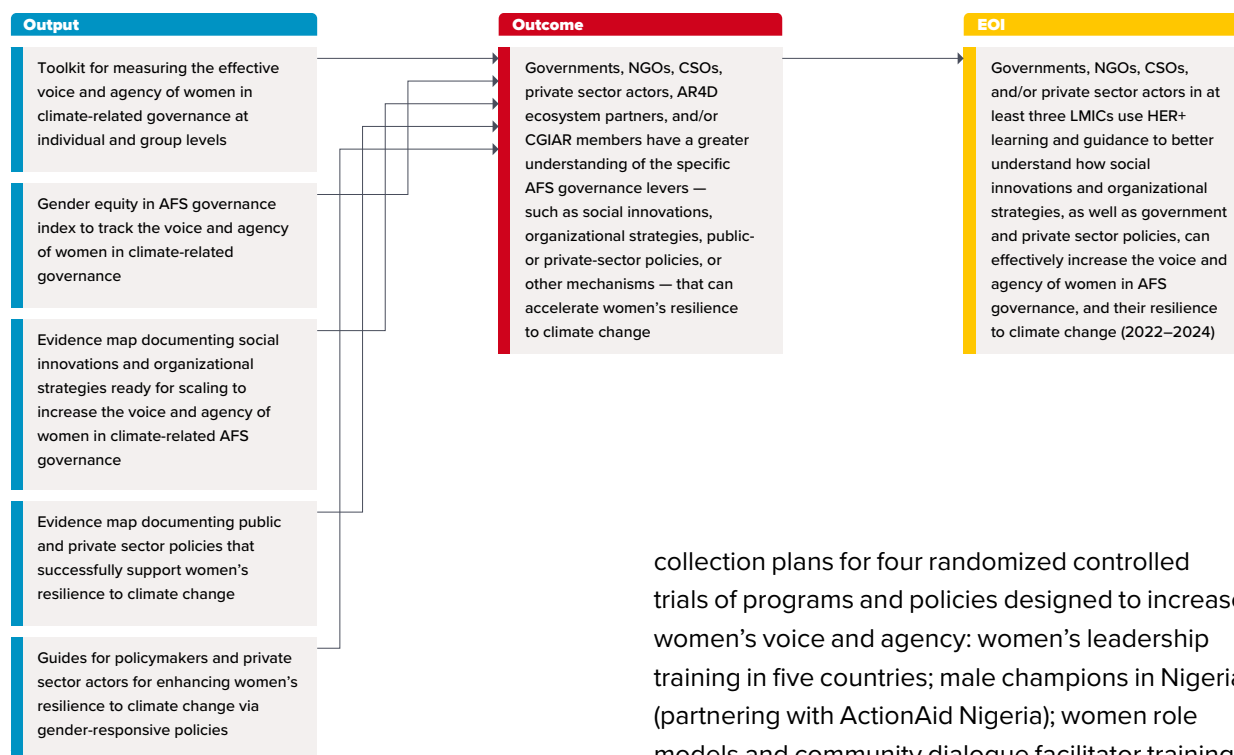 Output
Toolkit for measuring the effective
voice and agency of women in
climate-related governance at
individual and group levels
Gender equity in AFS governance
index to track the voice and agency
of women in climate-related
governance
Evidence map documenting social
innovations and organizational
strategies ready for scaling to
increase the voice and agency of
women in climate-related AFS
governance
Evidence map documenting public
and private sector policies that
successfully support women’s
resilience to climate change
Guides for policymakers and private
sector actors for enhancing women’s
resilience to climate change via
gender-responsive policies
Outcome
Governments, NGOs, CSOs,
private sector actors, AR4D
ecosystem partners, and/or
CGIAR members have a greater
understanding of the specific
AFS governance levers —
such as social innovations,
organizational strategies, public-
or private-sector policies, or
other mechanisms — that can
accelerate women’s resilience
to climate change
EOI
Governments, NGOs, CSOs,
and/or private sector actors in at
least three LMICs use HER+
learning and guidance to better
understand how social
innovations and organizational
strategies, as well as government
and private sector policies, can
effectively increase the voice and
agency of women in AFS
governance, and their resilience
to climate change (2022–2024)
collection plans for four randomized controlled
trials of programs and policies designed to increase
women’s voice and agency: women’s leadership
training in five countries; male champions in Nigeria
(partnering with ActionAid Nigeria); women role
models and community dialogue facilitator training